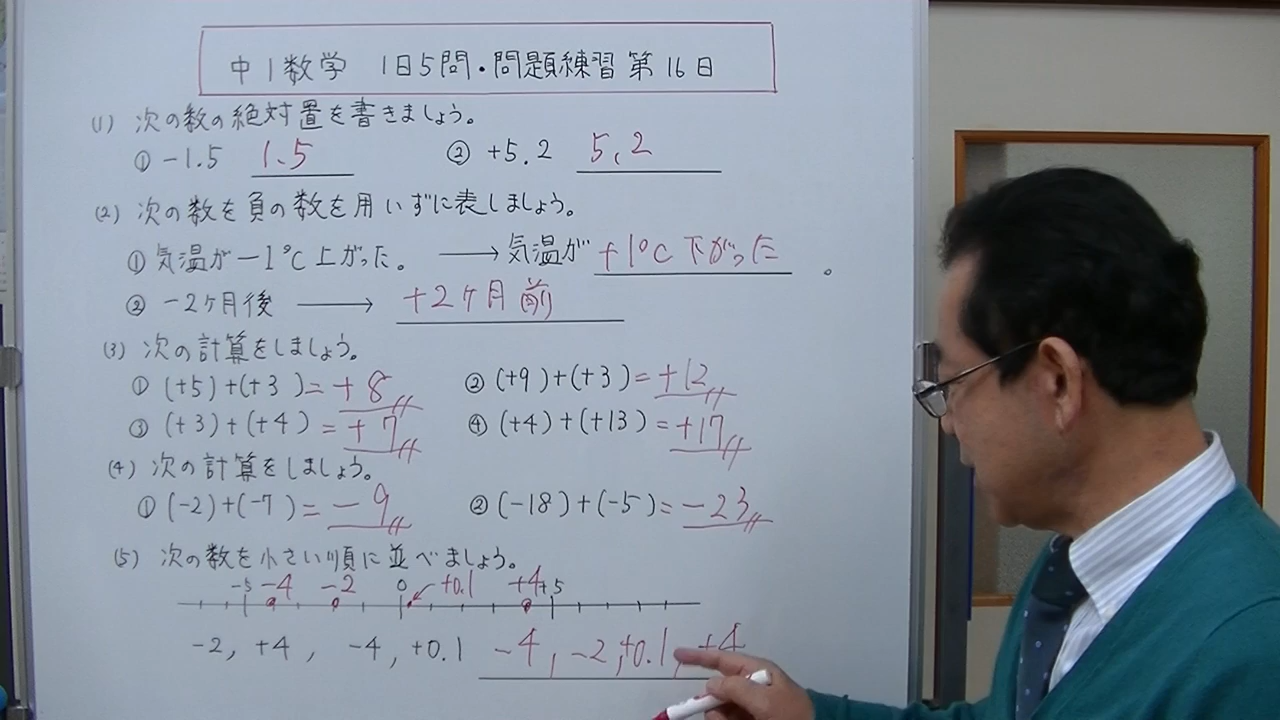 中1数学 1日5問・問題練習第16日
(1) 次の数の絶対置を書きましょう。
① -1.5 1.5 ② +5.2 5.2
(2) 次の数を負の数を用いずに表しましょう。
① 気温が-1℃上がった。 → 気温が +1℃下がった。
② -2ヶ月後 → +2ヶ月前
(3) 次の計算をしましょう。
① (+5)+(+3)=+8 ② (+9)+(+3)=+12
③ (+3)+(+4)=+7 ④ (+4)+(+13)=+17
(4) 次の計算をしましょう。
① (-2)+(-7)=-9 ② (-18)+(-5)=-23
(5) 次の数を小さい順に並べましょう。
-5 -4 -2 0 +0.1 +4 +5
-2, +4, -4, +0.1 -4, -2, +0.1, +4